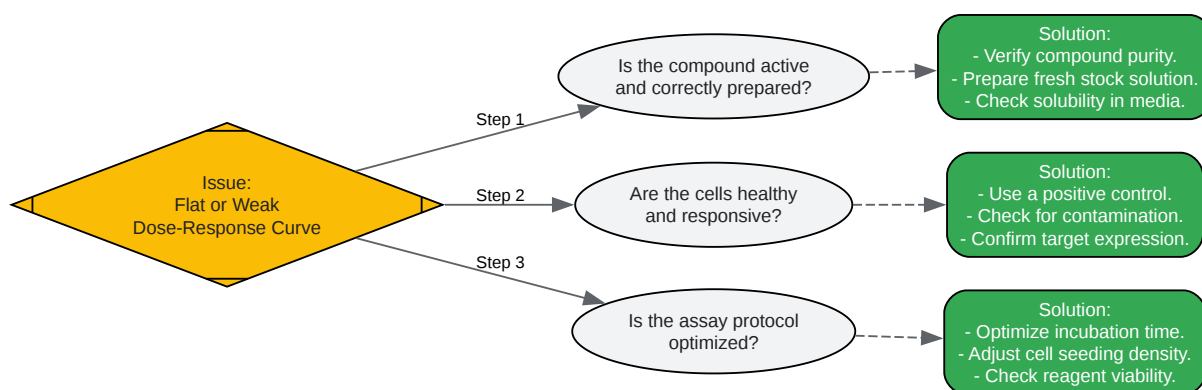 Issue:
Flat or Weak
Dose-Response Curve
Step 1
Is the compound active
and correctly prepared?
Solution:
- Verify compound purity.
- Prepare fresh stock solution.
- Check solubility in media.
Step 2
Are the cells healthy
and responsive?
Solution:
- Use a positive control.
- Check for contamination.
- Confirm target expression.
Step 3
Is the assay protocol
optimized?
Solution:
- Optimize incubation time.
- Adjust cell seeding density.
- Check reagent viability.